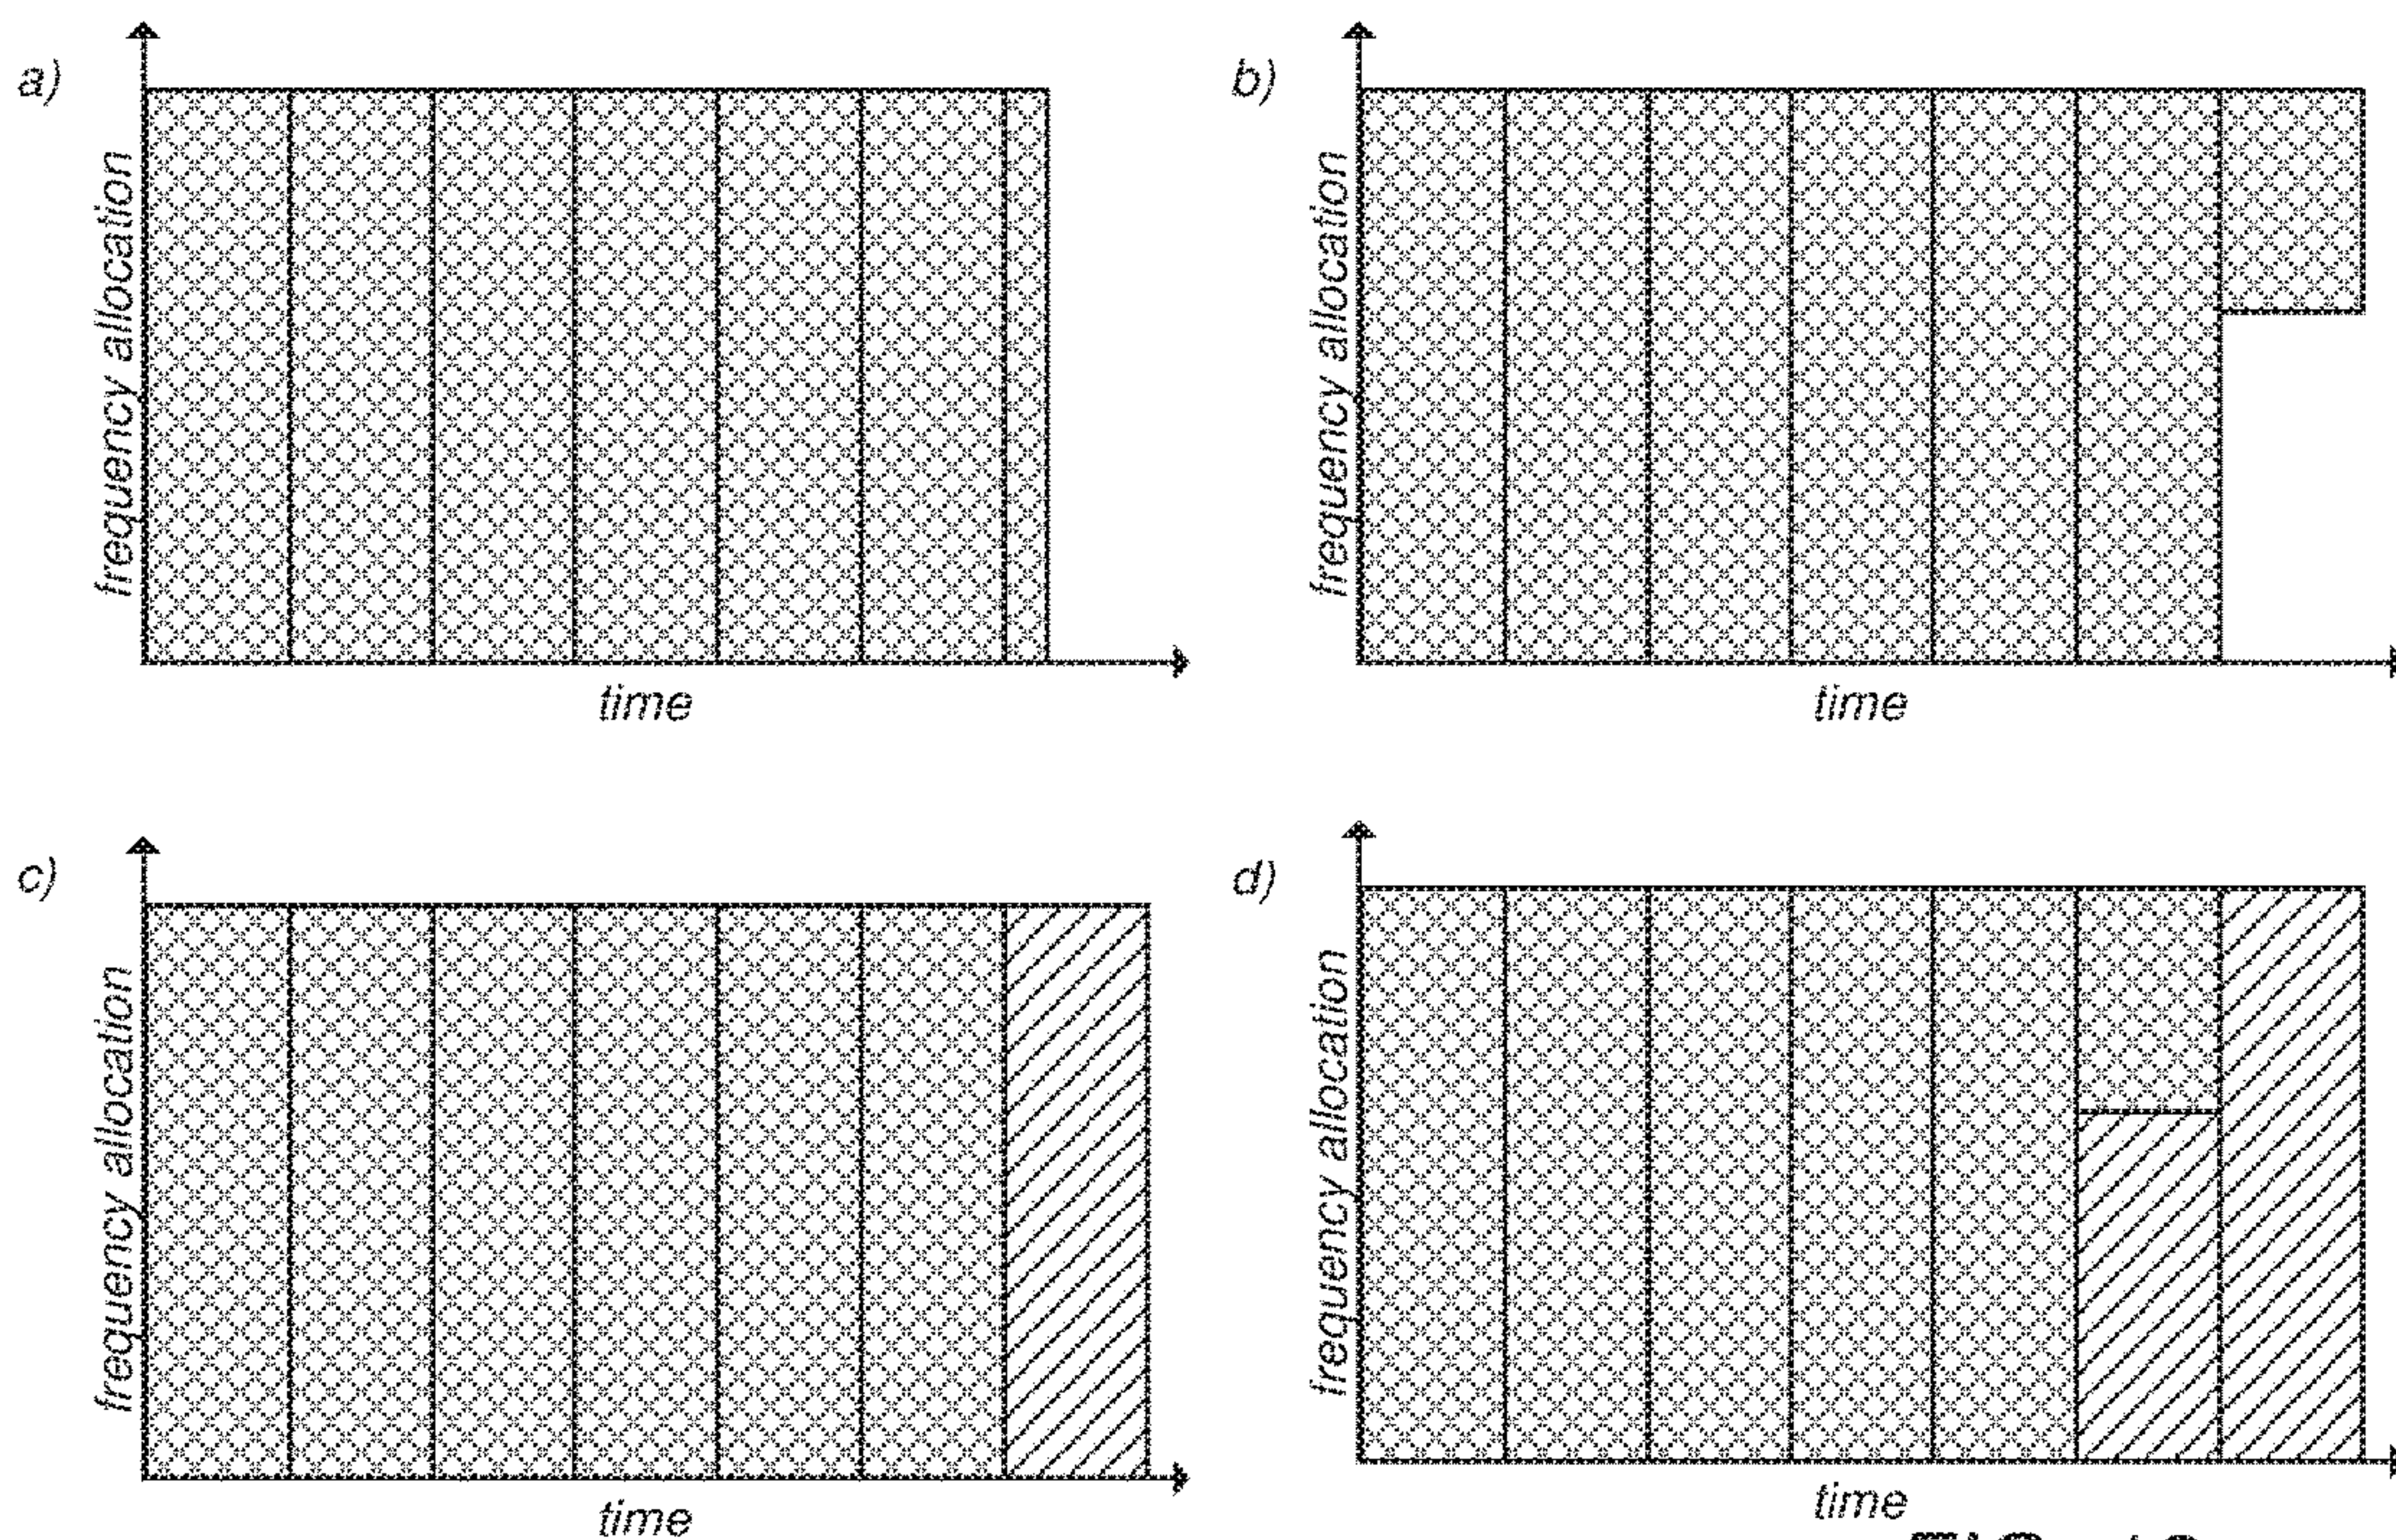 a)
frequency allocation
time
b)
frequency allocation
time
c)
frequency allocation
time
d)
frequency allocation
time